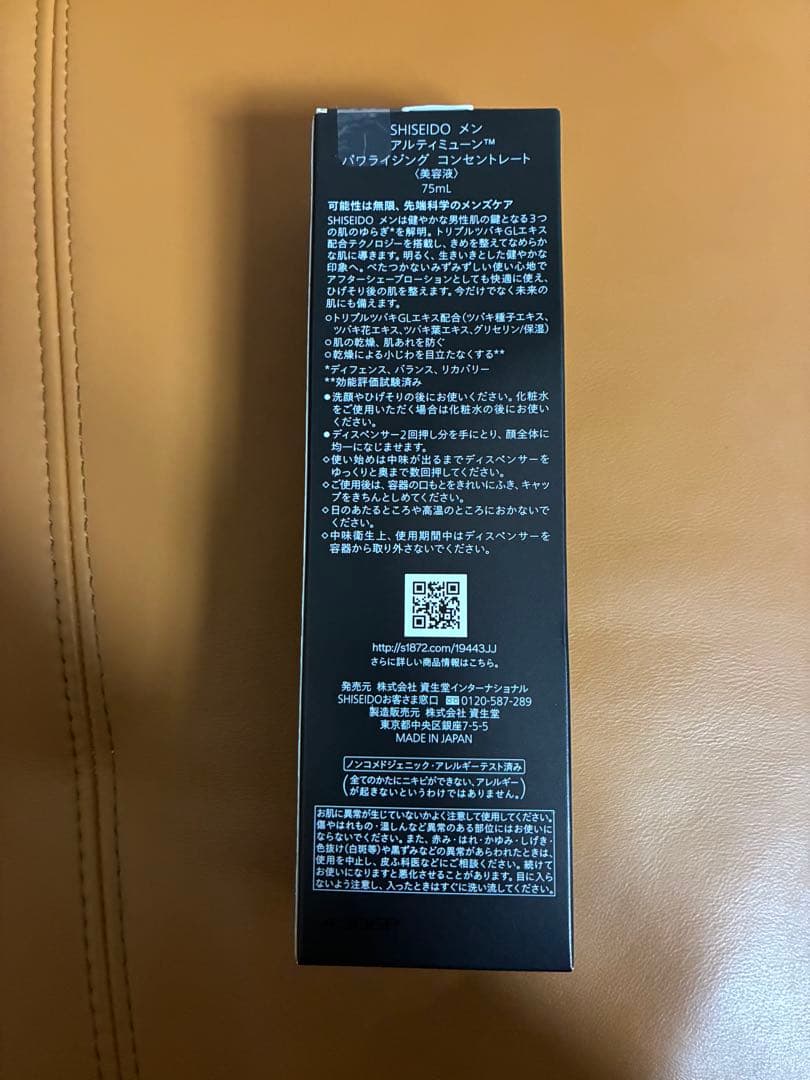 SHISEIDO メン
アルティミューン™
パワライジング コンセントレート
〈美容液〉
75mL
可能性は無限、先端科学のメンズケア
SHISEIDO メンは健やかな男性肌の鍵となる3つ
の肌のゆらぎ*を解明。トリプルツバキGLエキス
配合テクノロジーを搭載し、きめを整えてなめらか
な肌に導きます。明るく、生きいきとした健やかな
印象へ。べたつかないみずみずしい使い心地で
アフターシェーブローションとしても快適に使え、
ひげそり後の肌を整えます。今だけでなく未来の
肌にも備えます。
○トリプルツバキGLエキス配合(ツバキ種子エキス、
ツバキ花エキス、ツバキ葉エキス、グリセリン/保湿)
○肌の乾燥、肌あれを防ぐ
○乾燥による小じわを目立たなくする**
*ディフェンス、バランス、リカバリー
**効能評価試験済み
●洗顔やひげそりの後にお使いください。化粧水
をご使用いただく場合は化粧水の後にお使い
ください。
●ディスペンサー2回押し分を手にとり、顔全体に
均一になじませます。
◇使い始めは中味が出るまでディスペンサーを
ゆっくりと奥まで数回押してください。
◇ご使用後は、容器の口もとをきれいにふき、キャッ
プをきちんとしめてください。
◇日のあたるところや高温のところにおかないで
ください。
◇中味衛生上、使用期間中はディスペンサーを
容器から取り外さないでください。
http://s1872.com/19443JJ
さらに詳しい商品情報はこちら。
発売元 株式会社 資生堂インターナショナル
SHISEIDOお客さま窓口 0120-587-289
製造販売元 株式会社 資生堂
東京都中央区銀座7-5-5
MADE IN JAPAN
ノンコメドジェニック・アレルギーテスト済み
(全てのかたにニキビができない、アレルギー
が起きないというわけではありません。)
お肌に異常が生じていないかよく注意して使用してください。
傷やはれもの・湿しんなど異常のある部位にはお使いに
ならないでください。また、赤み・はれ・かゆみ・しげき・
色抜け(白斑等)や黒ずみなどの異常があらわれたときは、
使用を中止し、皮ふ科医などにご相談ください。続けて
お使いになりますと悪化させることがあります。目に入ら
ないよう注意し、入ったときはすぐに洗い流してください。